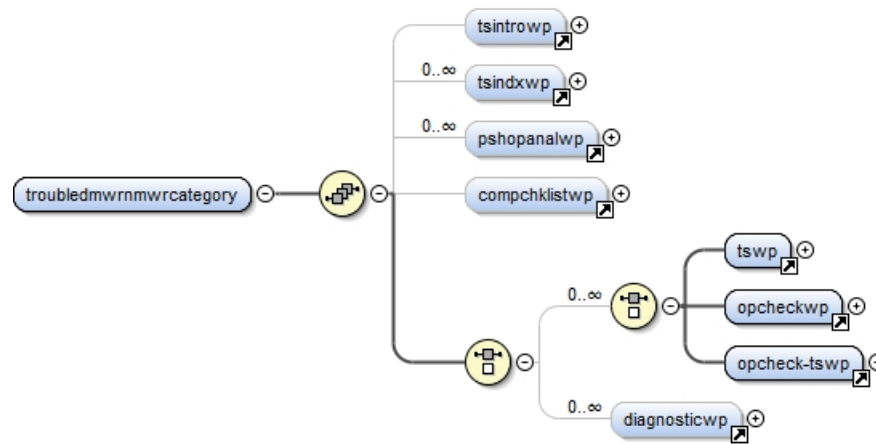 tsintrowp
0..∞
tsindxwp
0..∞
pshopanalwp
troubledmwrnmwrcategory
compchklistwp
tswp
0..∞
opcheckwp
opcheck-tswp
0..∞
diagnosticwp